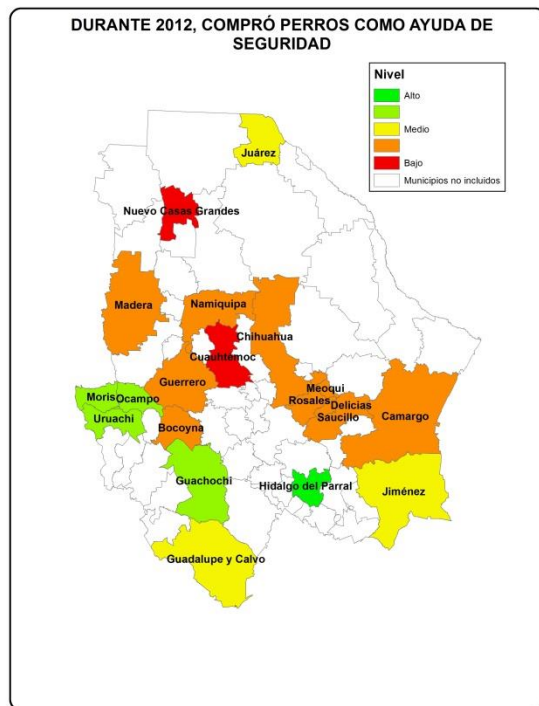 DURANTE 2012, COMPRÓ PERROS COMO AYUDA DE
SEGURIDAD
Nivel
Alto
Medio
Bajo
Municipios no incluidos
Juárez
Nuevo Casas Grandes
Madera
Namiquipa
Chihuahua
Cuauhtémoc
Guerrero
Meoqui
Moris
Ocampo
Rosales
Delicias
Camargo
Uruachi
Saucillo
Bocoyna
Guachochi
Hidalgo del Parral
Jiménez
Guadalupe y Calvo